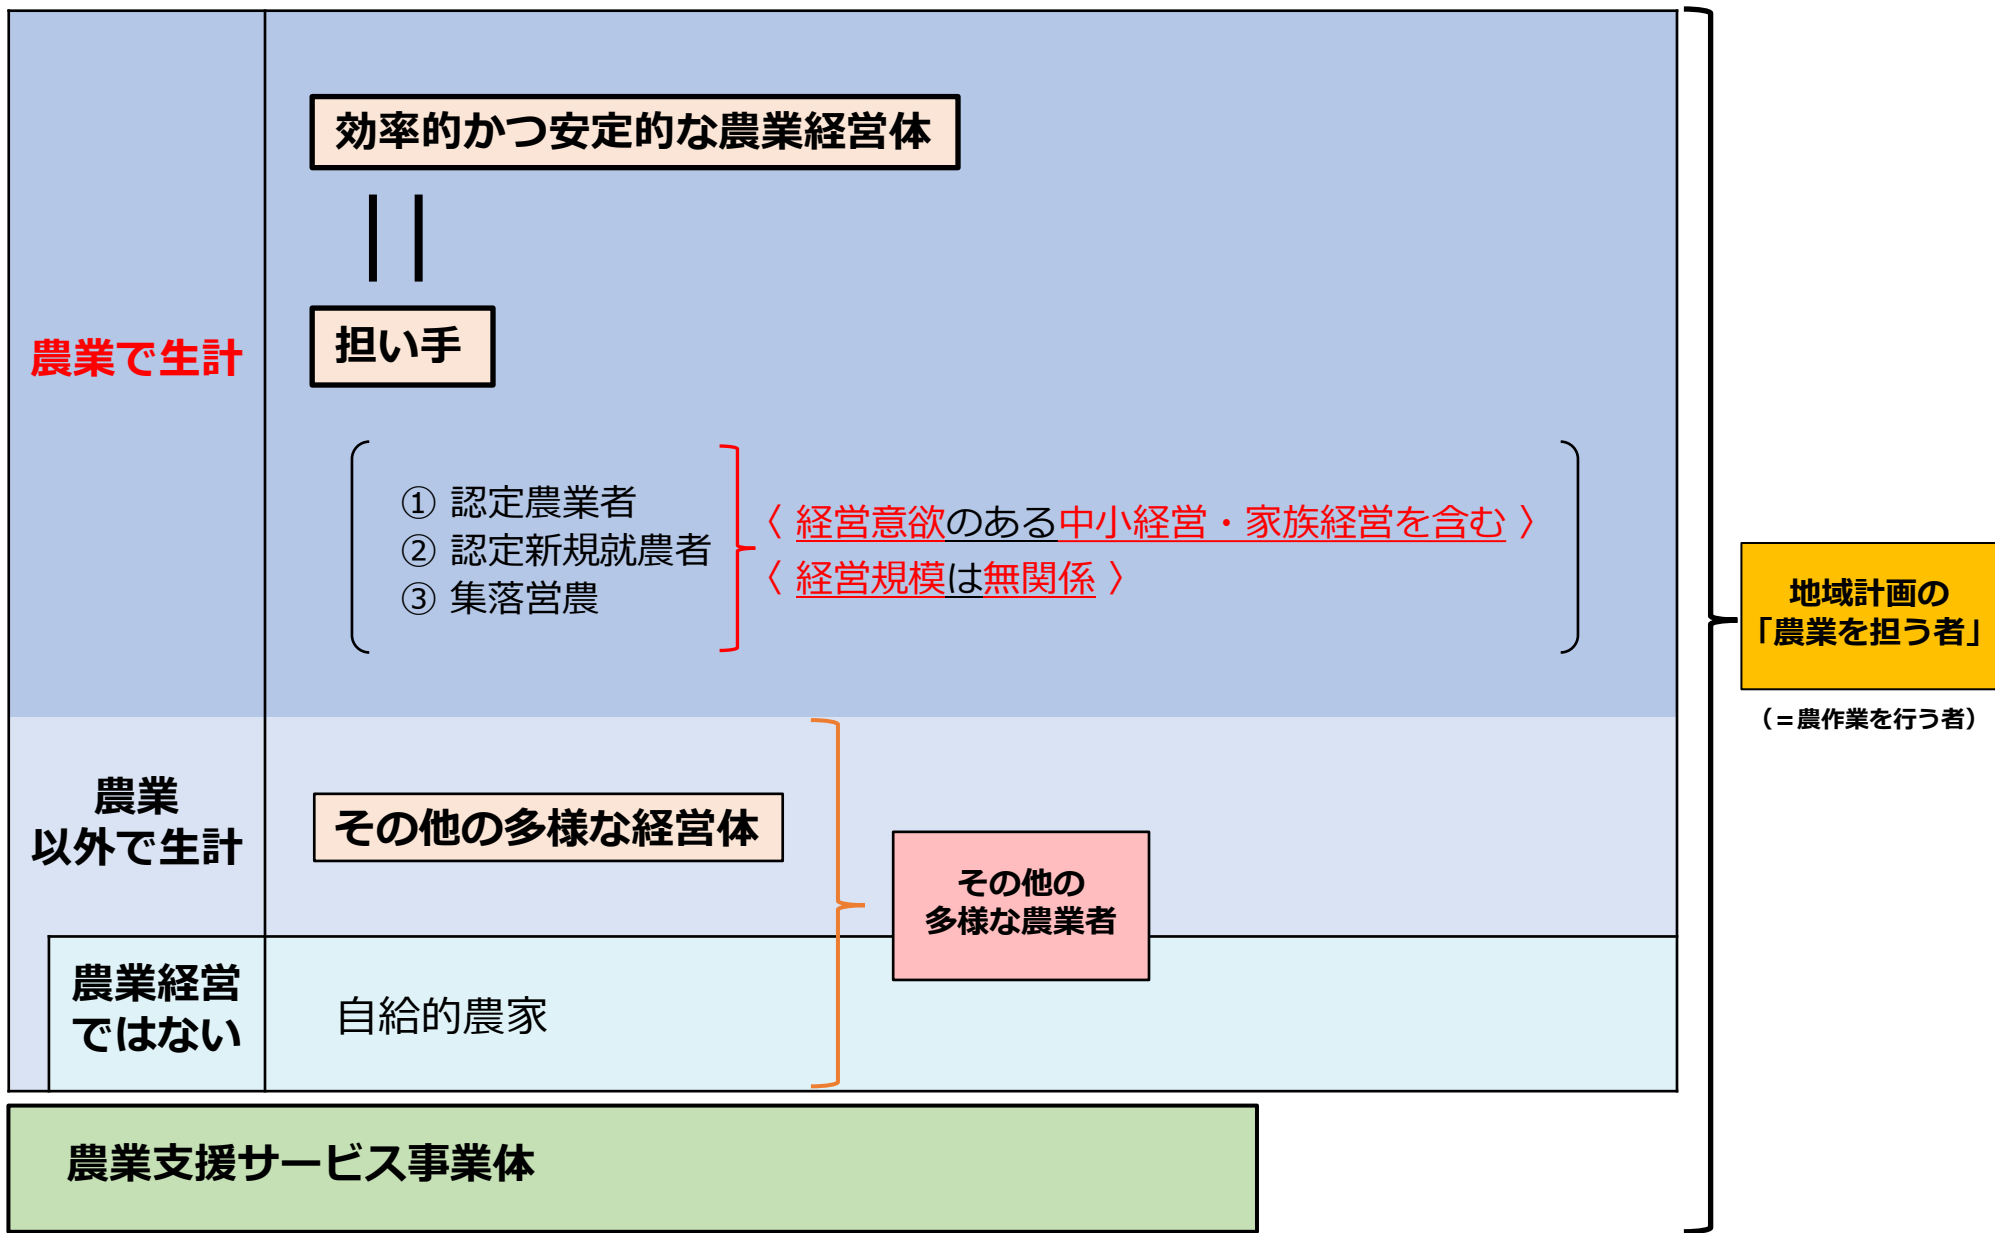 農業で生計
効率的かつ安定的な農業経営体
担い手
① 認定農業者
② 認定新規就農者
③ 集落営農
〈 経営意欲のある中小経営・家族経営を含む 〉
〈 経営規模は無関係 〉
農業
以外で生計
その他の多様な経営体
その他の
多様な農業者
農業経営
ではない
自給的農家
農業支援サービス事業体
地域計画の
「農業を担う者」
（=農作業を行う者）